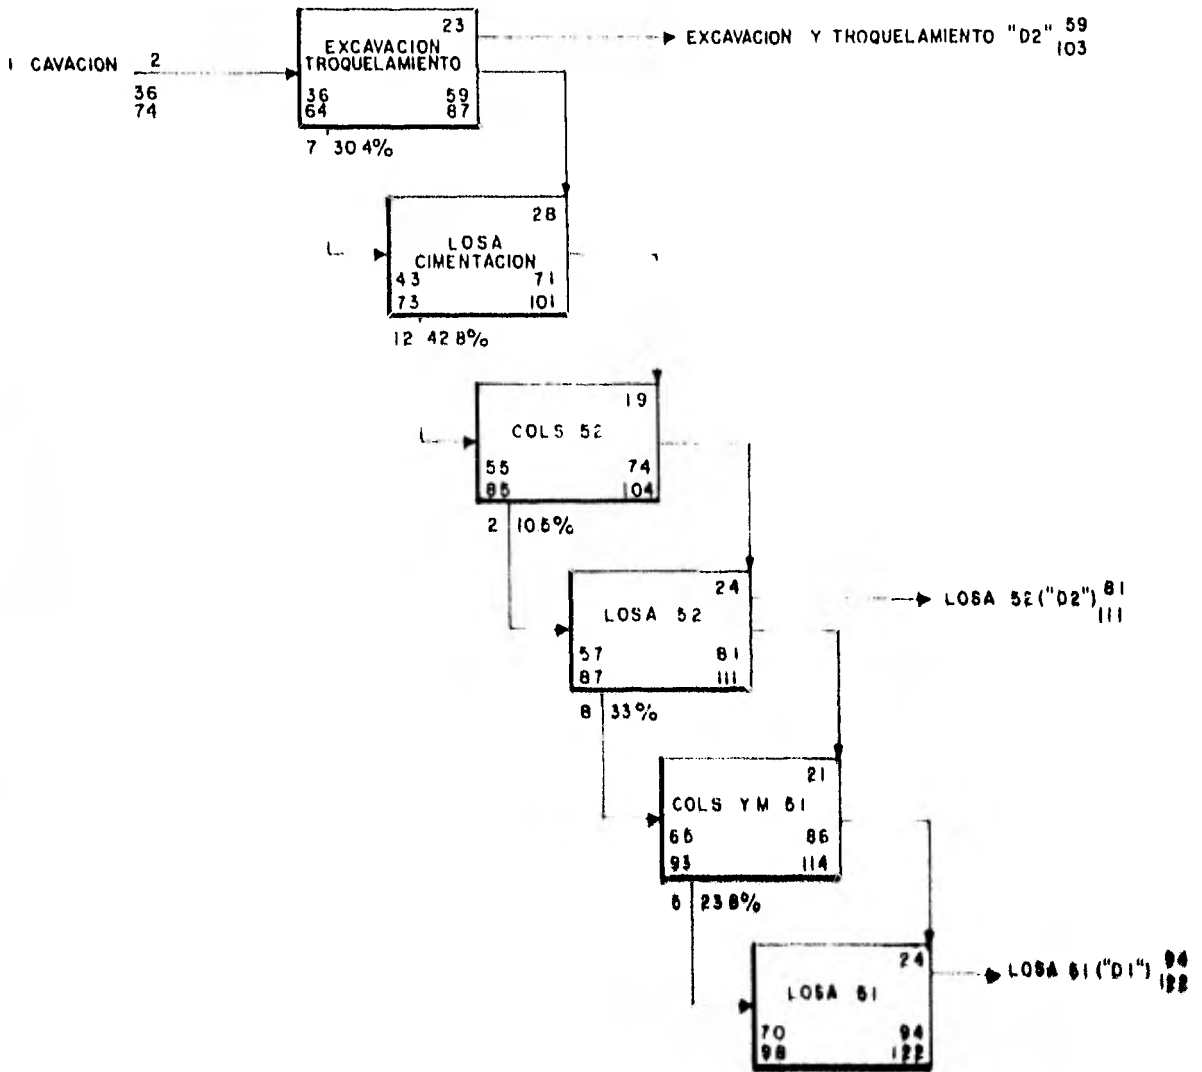 23
EXCAVACION
TROQUELAMIENTO
36 59
64 87
7 30 4%
CAVACION 2
36
74
EXCAVACION Y TROQUELAMIENTO "D2" 59
103
28
LOSA
CIMENTACION
43 71
73 101
12 42 8%
19
COLS 52
55 74
85 104
2 10.5%
24
LOSA 52
57 81
87 111
8 33%
LOSA 52 ("D2") 81
111
21
COLS Y M 51
65 86
93 114
5 23 8%
24
LOSA 51
70 94
98 122
LOSA 51 ("D1") 94
122